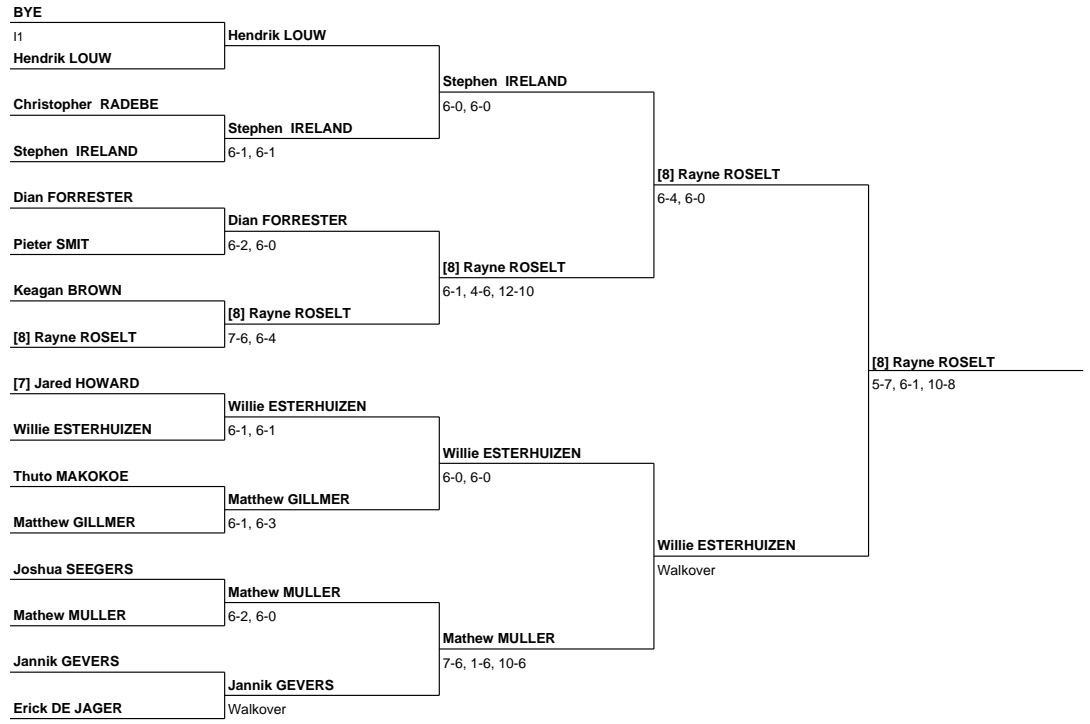 BYE
I1
Hendrik LOUW
Christopher RADEBE
Stephen IRELAND
Dian FORRESTER
Pieter SMIT
Keagan BROWN
[8] Rayne ROSELT
[7] Jared HOWARD
Willie ESTERHUIZEN
Thuto MAKOKOE
Matthew GILLMER
Joshua SEEGERS
Mathew MULLER
Jannik GEVERS
Erick DE JAGER
Hendrik LOUW
Stephen IRELAND
6-1, 6-1
Dian FORRESTER
6-2, 6-0
[8] Rayne ROSELT
7-6, 6-4
Willie ESTERHUIZEN
6-1, 6-1
Matthew GILLMER
6-1, 6-3
Mathew MULLER
6-2, 6-0
Jannik GEVERS
Walkover
Stephen IRELAND
6-0, 6-0
[8] Rayne ROSELT
6-1, 4-6, 12-10
Willie ESTERHUIZEN
6-0, 6-0
Mathew MULLER
7-6, 1-6, 10-6
[8] Rayne ROSELT
6-4, 6-0
Willie ESTERHUIZEN
Walkover
[8] Rayne ROSELT
5-7, 6-1, 10-8